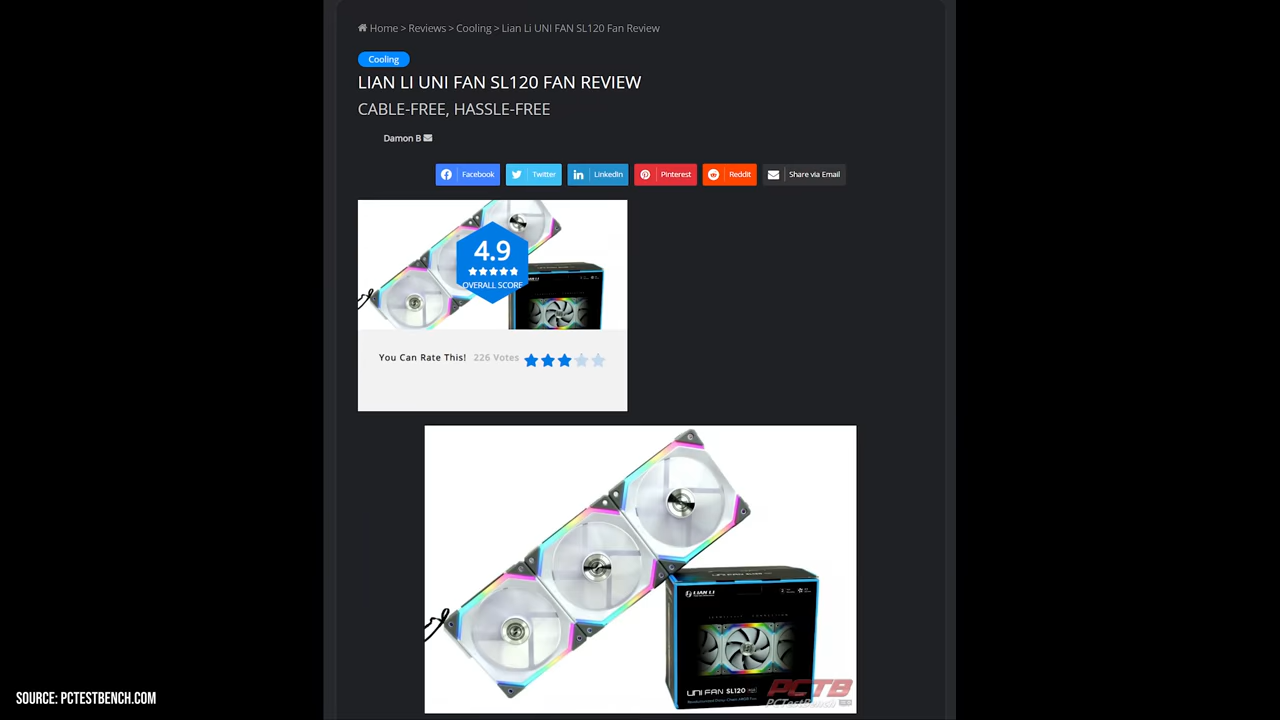 Home > Reviews > Cooling > Lian Li UNI FAN SL120 Fan Review
Cooling
LIAN LI UNI FAN SL120 FAN REVIEW
CABLE-FREE, HASSLE-FREE
Damon B
Facebook
Twitter
LinkedIn
Pinterest
Reddit
Share via Email
4.9
OVERALL SCORE
You Can Rate This! 226 Votes
LIAN LI
UNI FAN SL120
PCTB
PCTestBench
SOURCE: PCTESTBENCH.COM